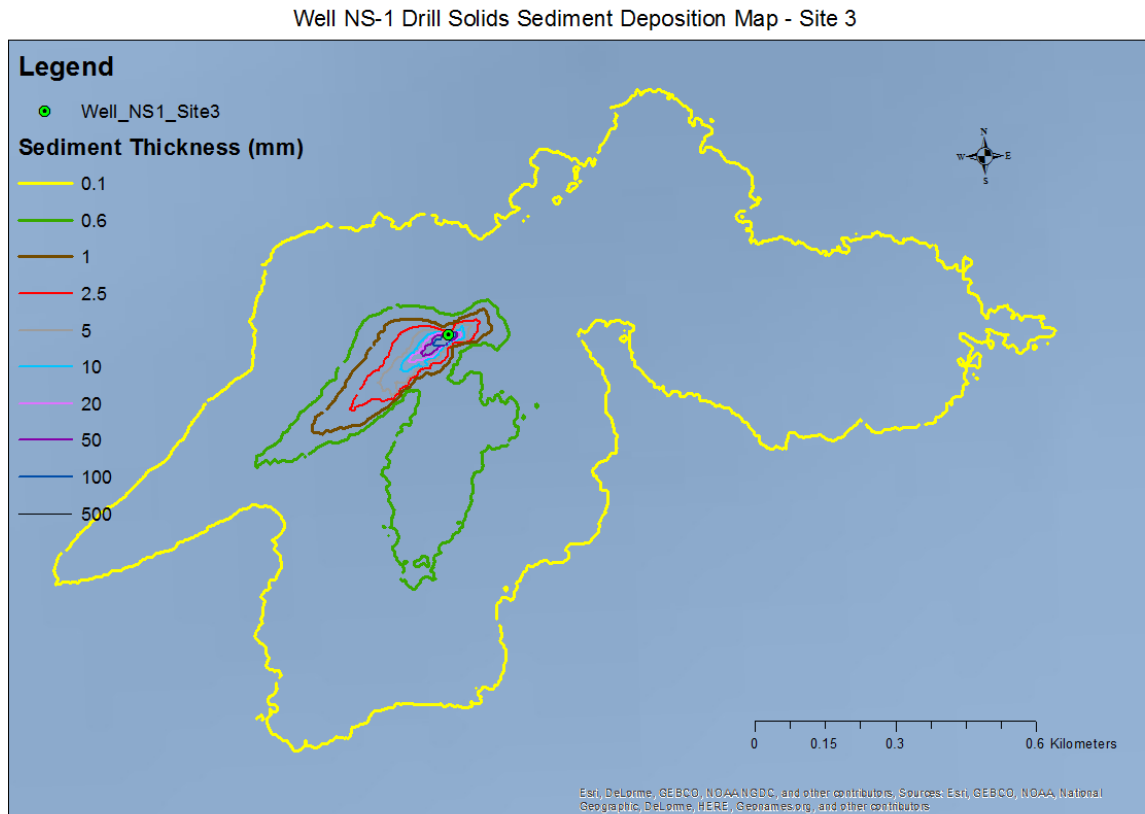 Well NS-1 Drill Solids Sediment Deposition Map - Site 3
Legend
Well_NS1_Site3
Sediment Thickness (mm)
0.1
0.6
1
2.5
5
10
20
50
100
500
N
W E
S
0 0.15 0.3 0.6 Kilometers
Esri, DeLorme, GEBCO, NOAA NGDC, and other contributors, Sources: Esri, GEBCO, NOAA, National
Geographic, DeLorme, HERE, Geonames.org, and other contributors